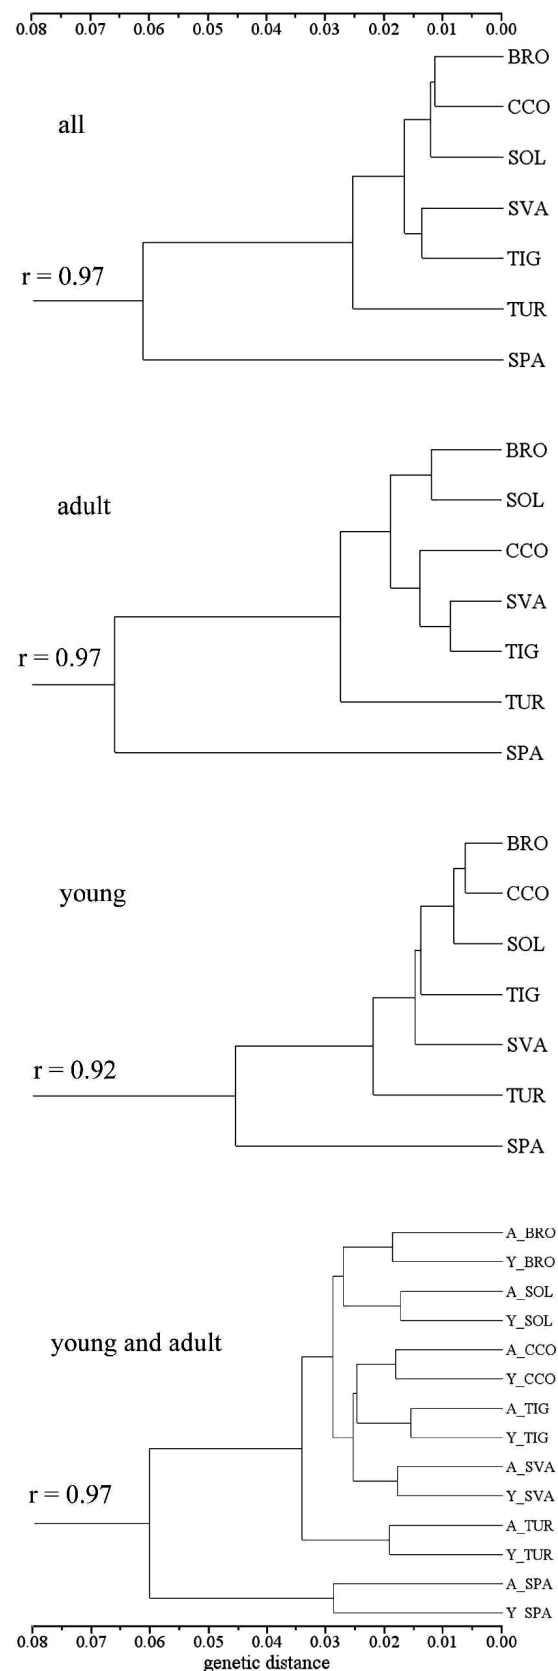 0.08 0.07 0.06 0.05 0.04 0.03 0.02 0.01 0.00
BRO
CCO
all
SOL
SVA
TIG
r = 0.97
TUR
SPA
BRO
adult
SOL
CCO
SVA
TIG
r = 0.97
TUR
SPA
BRO
young
CCO
SOL
TIG
SVA
r = 0.92
TUR
SPA
A_BRO
Y_BRO
A_SOL
Y_SOL
young and adult
A_CCO
Y_CCO
A_TIG
Y_TIG
A_SVA
Y_SVA
r = 0.97
A_TUR
Y_TUR
A_SPA
Y_SPA
0.08 0.07 0.06 0.05 0.04 0.03 0.02 0.01 0.00
genetic distance